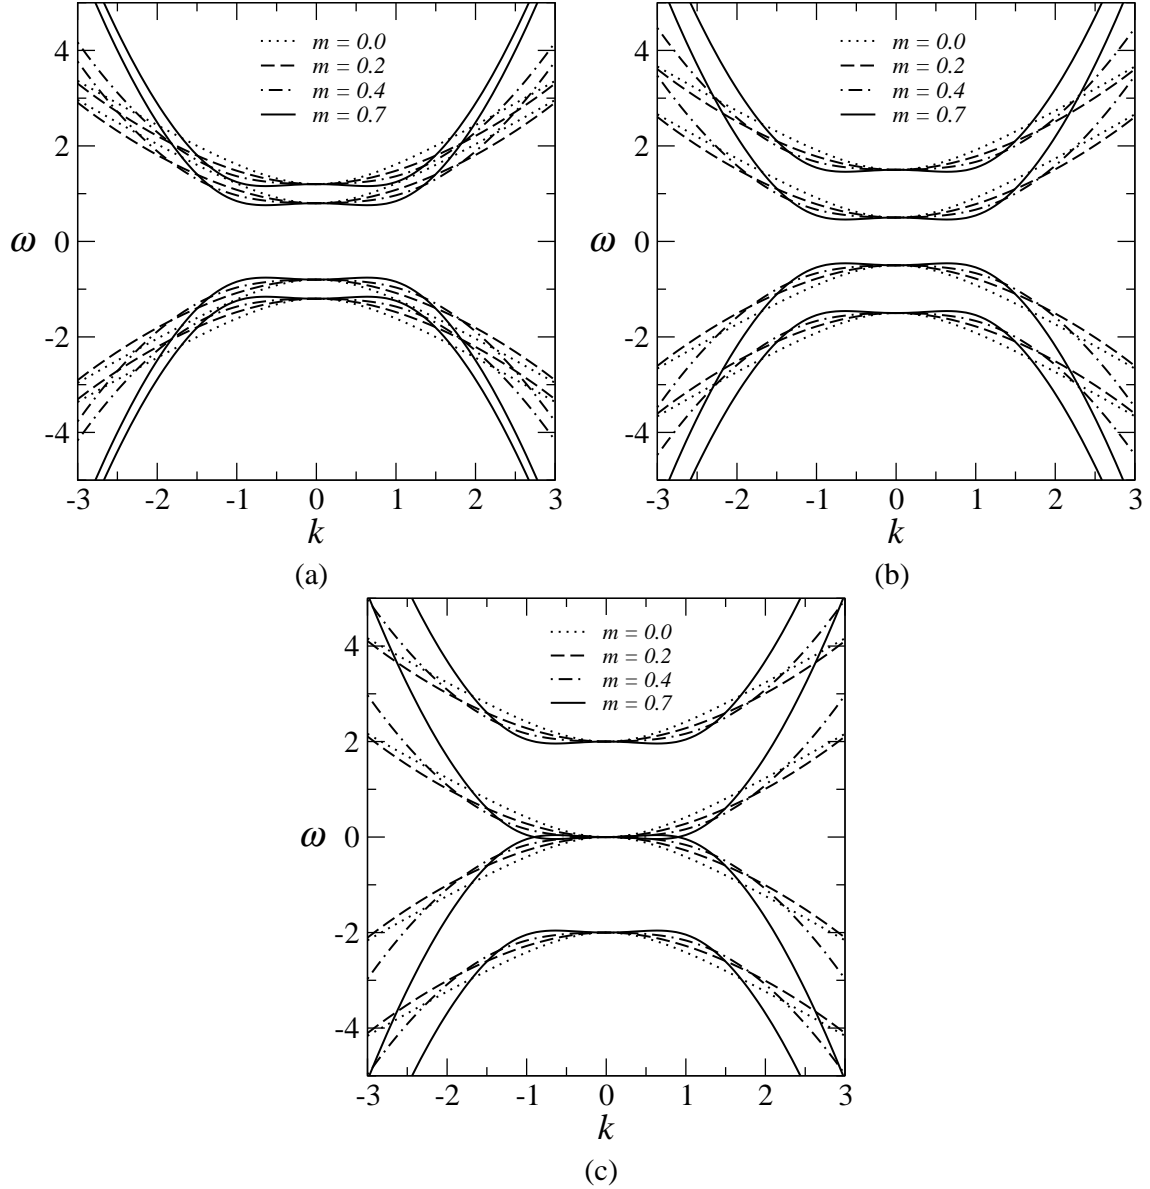 4
2
ω 0
-2
-4
m = 0.0
m = 0.2
m = 0.4
m = 0.7
-3 -2 -1 0 1 2 3
k
(a)
4
2
ω 0
-2
-4
m = 0.0
m = 0.2
m = 0.4
m = 0.7
-3 -2 -1 0 1 2 3
k
(b)
4
2
ω 0
-2
-4
m = 0.0
m = 0.2
m = 0.4
m = 0.7
-3 -2 -1 0 1 2 3
k
(c)